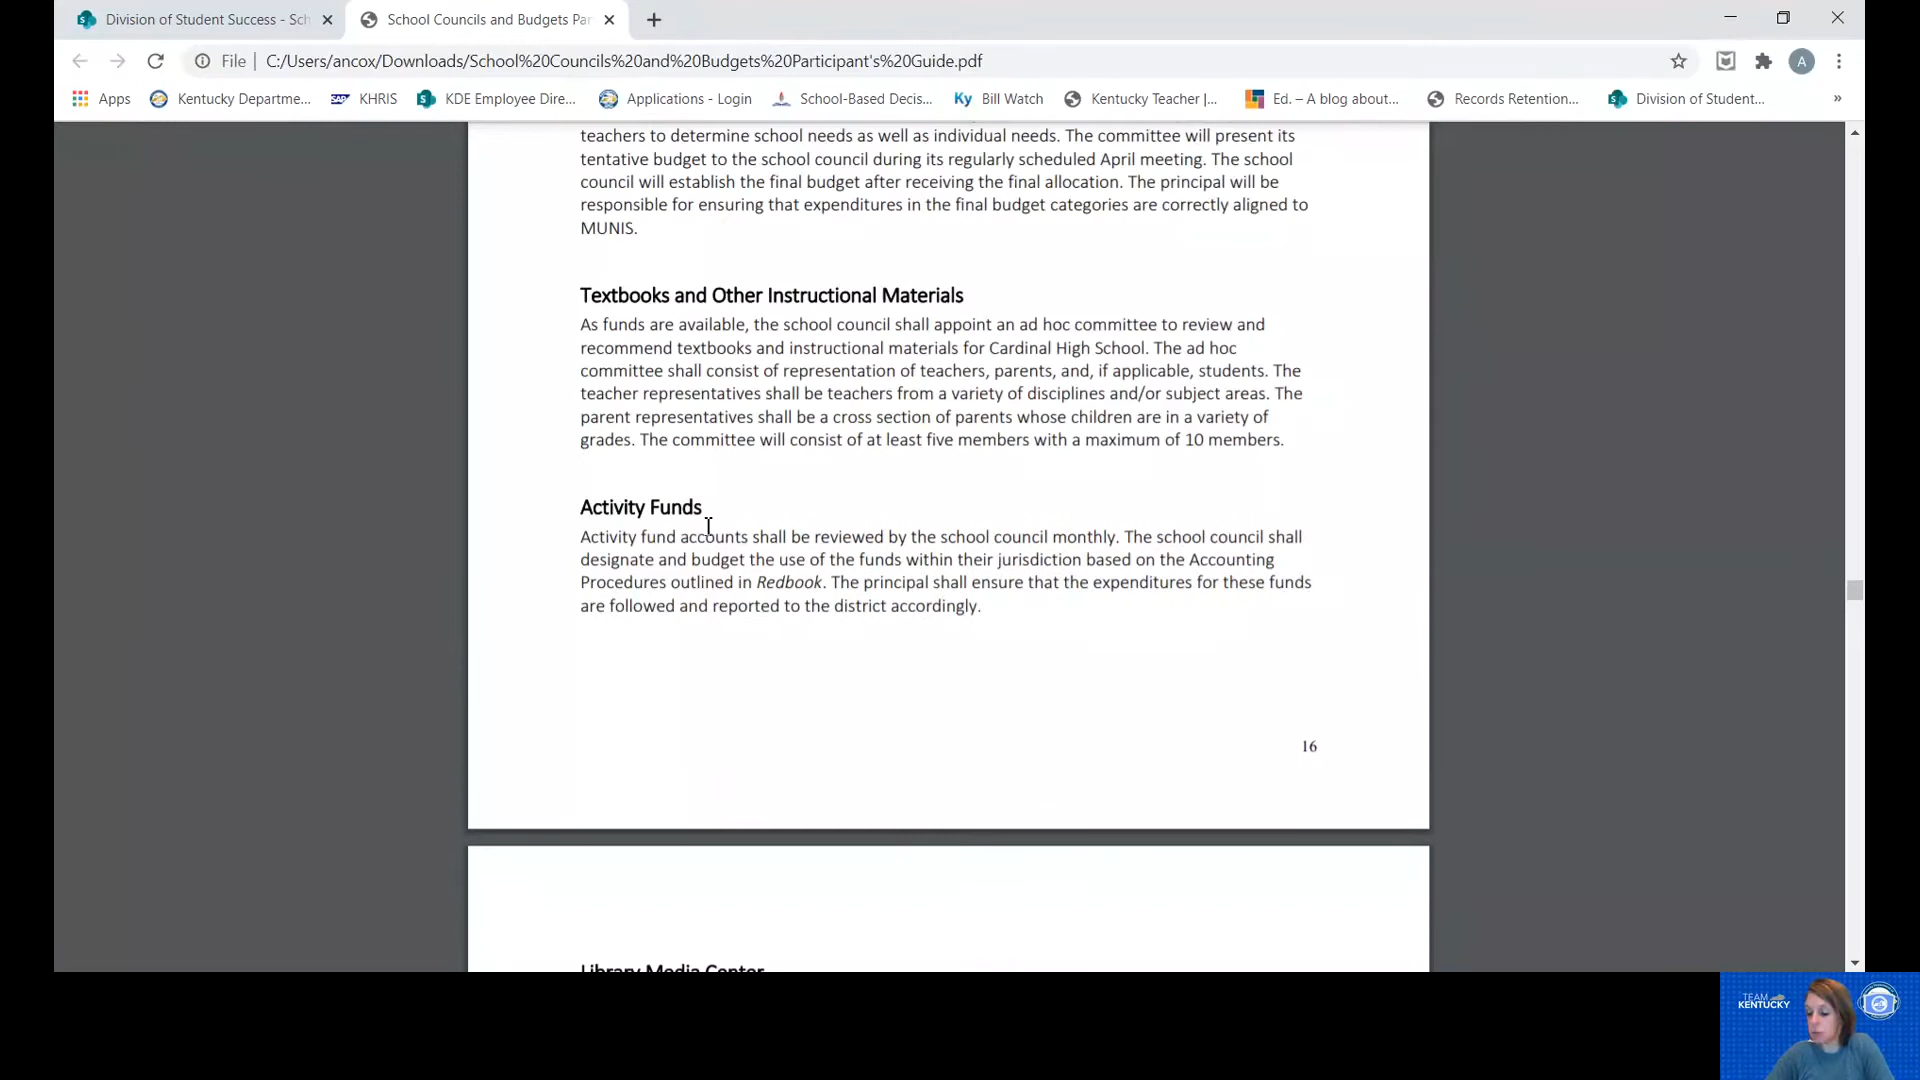 Division of Student Success - Sch
School Councils and Budgets Par
File
C:/Users/ancox/Downloads/School%20Councils%20and%20Budgets%20Participant's%20Guide.pdf
A
Apps
Kentucky Departme...
SAP KHRIS
KDE Employee Dire...
Applications - Login
School-Based Decis...
Ky Bill Watch
Kentucky Teacher |...
Ed. – A blog about...
Records Retention...
Division of Student...
»
teachers to determine school needs as well as individual needs. The committee will present its
tentative budget to the school council during its regularly scheduled April meeting. The school
council will establish the final budget after receiving the final allocation. The principal will be
responsible for ensuring that expenditures in the final budget categories are correctly aligned to
MUNIS.
Textbooks and Other Instructional Materials
As funds are available, the school council shall appoint an ad hoc committee to review and
recommend textbooks and instructional materials for Cardinal High School. The ad hoc
committee shall consist of representation of teachers, parents, and, if applicable, students. The
teacher representatives shall be teachers from a variety of disciplines and/or subject areas. The
parent representatives shall be a cross section of parents whose children are in a variety of
grades. The committee will consist of at least five members with a maximum of 10 members.
Activity Funds
Activity fund accounts shall be reviewed by the school council monthly. The school council shall
designate and budget the use of the funds within their jurisdiction based on the Accounting
Procedures outlined in Redbook. The principal shall ensure that the expenditures for these funds
are followed and reported to the district accordingly.
16
Library Media Center
TEAM
KENTUCKY